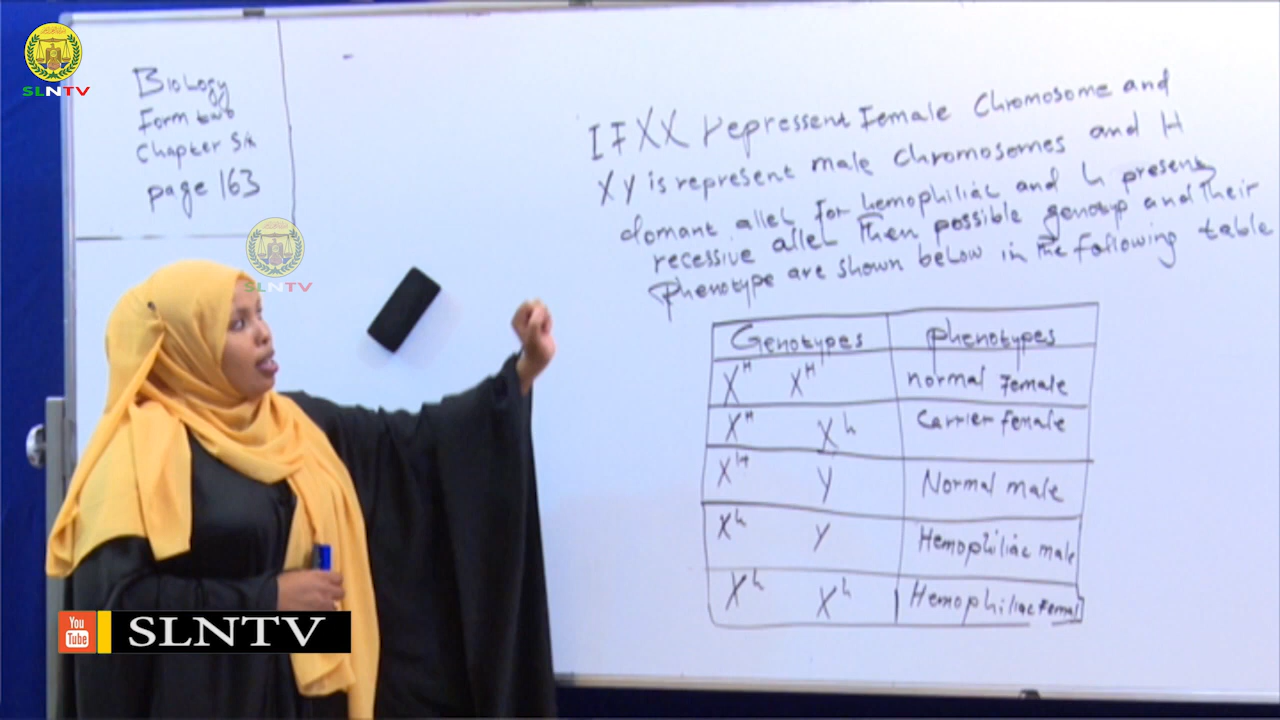 SLNTV
Biology
Form two
Chapter Six
page 163
SLNTV
IF XX repressent Female Chromosome and
XY is represent male chromosomes and H
domant allel for hemophiliac and h present
recessive allel Then possible genotyp and their
phenotype are shown below in the following table
Genotypes phenotypes
X^H X^H normal Female
X^H X^h Carrier female
X^H Y Normal male
X^h Y Hemophiliac male
X^h X^h Hemophiliac Femal
You Tube SLNTV